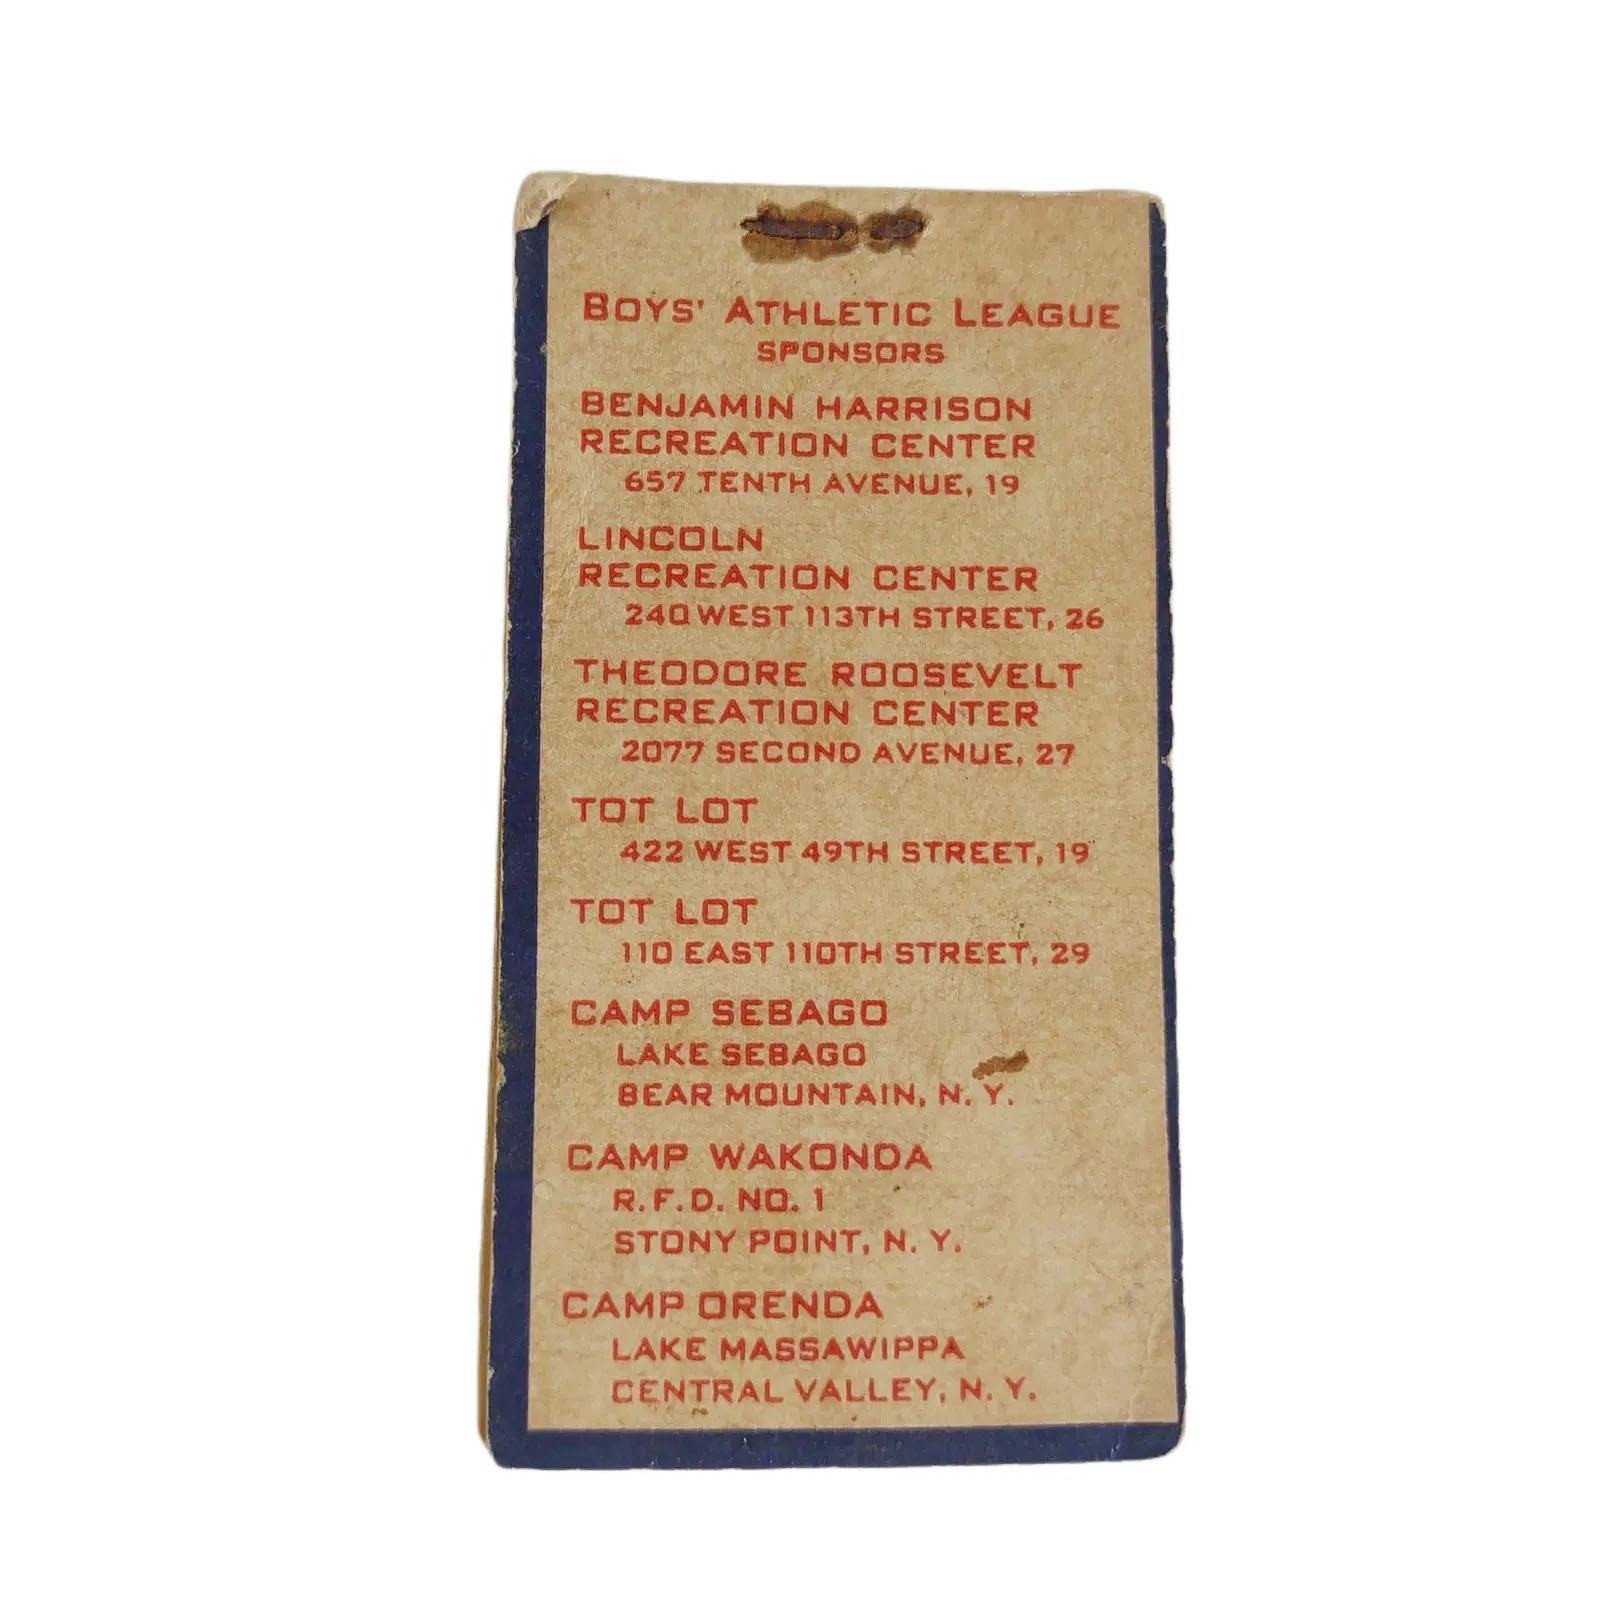 BOYS' ATHLETIC LEAGUE
SPONSORS
BENJAMIN HARRISON
RECREATION CENTER
657 TENTH AVENUE, 19
LINCOLN
RECREATION CENTER
240 WEST 113TH STREET, 26
THEODORE ROOSEVELT
RECREATION CENTER
2077 SECOND AVENUE, 27
TOT LOT
422 WEST 49TH STREET, 19
TOT LOT
110 EAST 110TH STREET, 29
CAMP SEBAGO
LAKE SEBAGO
BEAR MOUNTAIN, N. Y.
CAMP WAKONDA
R. F. D. NO. 1
STONY POINT, N. Y.
CAMP ORENDA
LAKE MASSAWIPPA
CENTRAL VALLEY, N. Y.